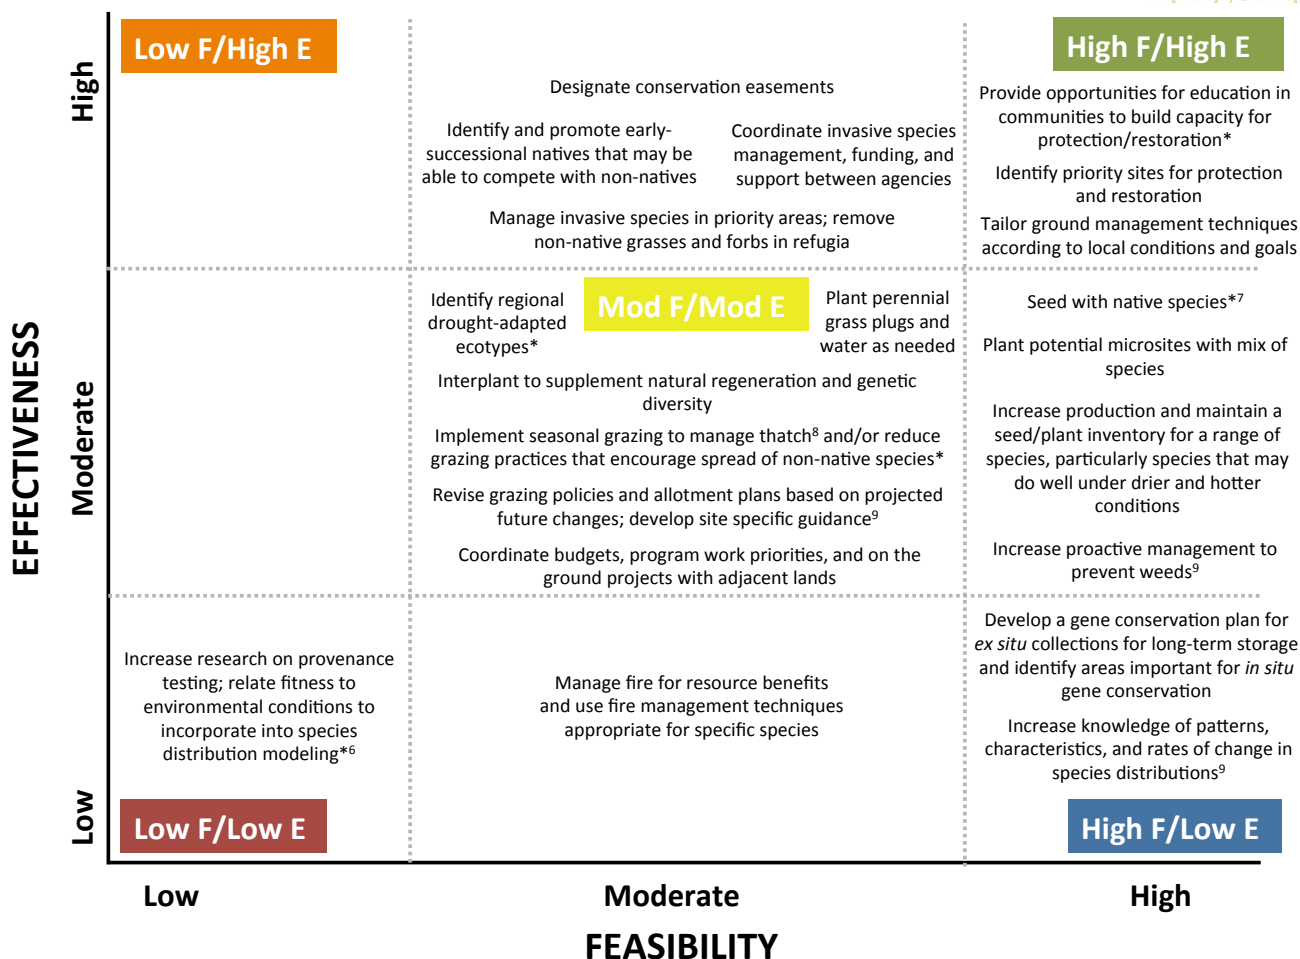 Low F/High E
High F/High E
High
Designate conservation easements
Identify and promote early-
successional natives that may be
able to compete with non-natives
Coordinate invasive species
management, funding, and
support between agencies
Manage invasive species in priority areas; remove
non-native grasses and forbs in refugia
Provide opportunities for education in
communities to build capacity for
protection/restoration*
Identify priority sites for protection
and restoration
Tailor ground management techniques
according to local conditions and goals
EFFECTIVENESS
Moderate
Identify regional
drought-adapted
ecotypes*
Mod F/Mod E
Plant perennial
grass plugs and
water as needed
Interplant to supplement natural regeneration and genetic
diversity
Implement seasonal grazing to manage thatch⁸ and/or reduce
grazing practices that encourage spread of non-native species*
Revise grazing policies and allotment plans based on projected
future changes; develop site specific guidance⁹
Coordinate budgets, program work priorities, and on the
ground projects with adjacent lands
Seed with native species*⁷
Plant potential microsites with mix of
species
Increase production and maintain a
seed/plant inventory for a range of
species, particularly species that may
do well under drier and hotter
conditions
Increase proactive management to
prevent weeds⁹
Low
Increase research on provenance
testing; relate fitness to
environmental conditions to
incorporate into species
distribution modeling*⁶
Manage fire for resource benefits
and use fire management techniques
appropriate for specific species
Develop a gene conservation plan for
ex situ collections for long-term storage
and identify areas important for in situ
gene conservation
Increase knowledge of patterns,
characteristics, and rates of change in
species distributions⁹
Low F/Low E
High F/Low E
Low
Moderate
High
FEASIBILITY